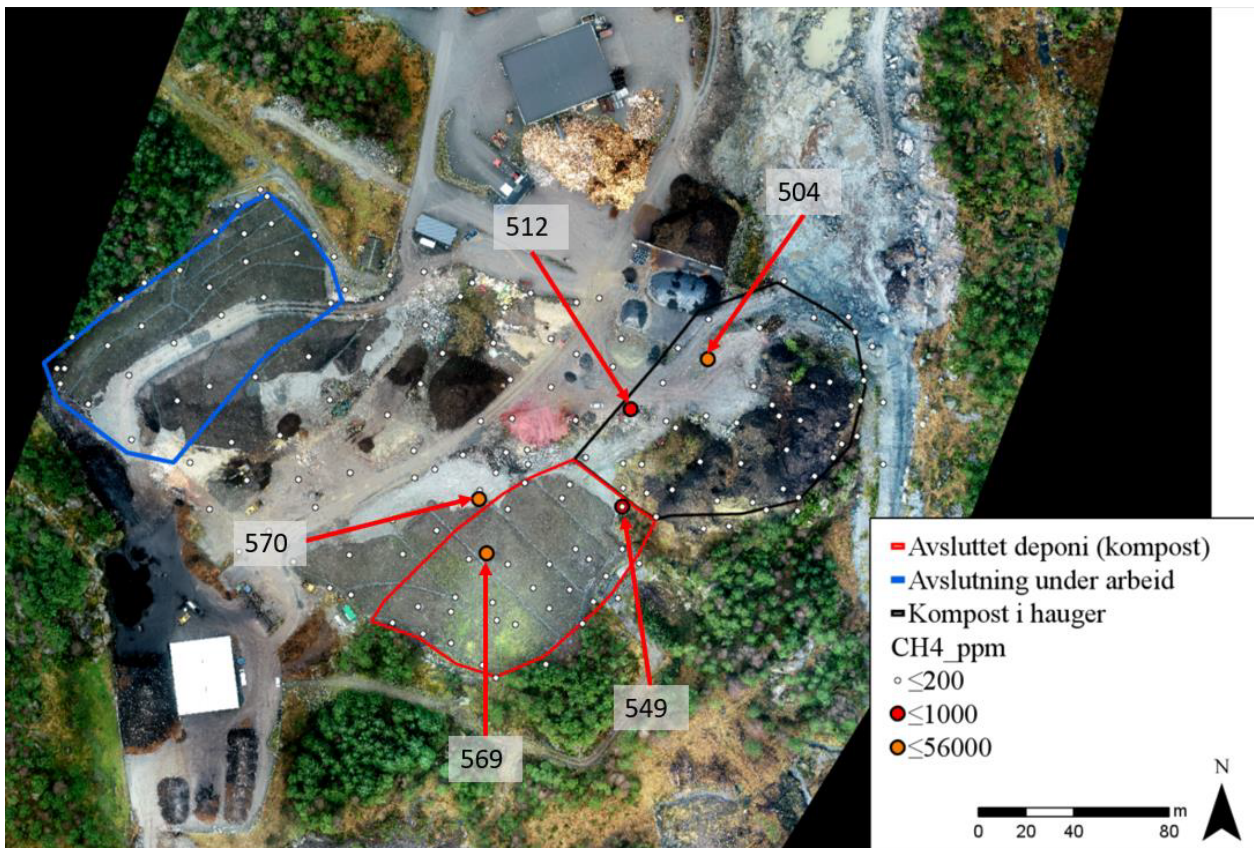 504
512
570
549
569
Avsluttet deponi (kompost)
Avslutning under arbeid
Kompost i hauger
CH4_ppm
≤200
≤1000
≤56000
N
m
0 20 40 80